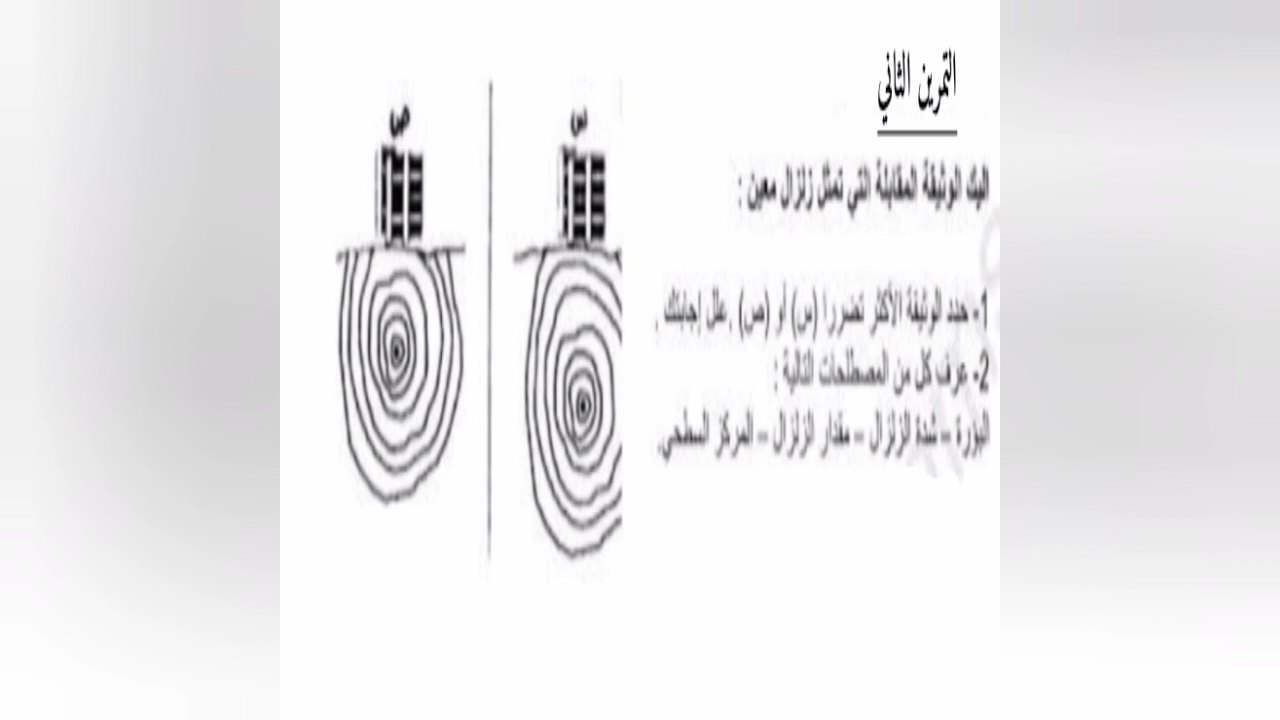 التمرين الثاني
اليك الوثيقة المقابلة التي تمثل زلزال معين :
1- حدد الوثيقة الأكثر تضررا (س) أو (ص) .علل إجابتك .
2- عرف كل من المصطلحات التالية :
البؤرة – شدة الزلزال – مقدار الزلزال – المركز السطحي.
س
ص